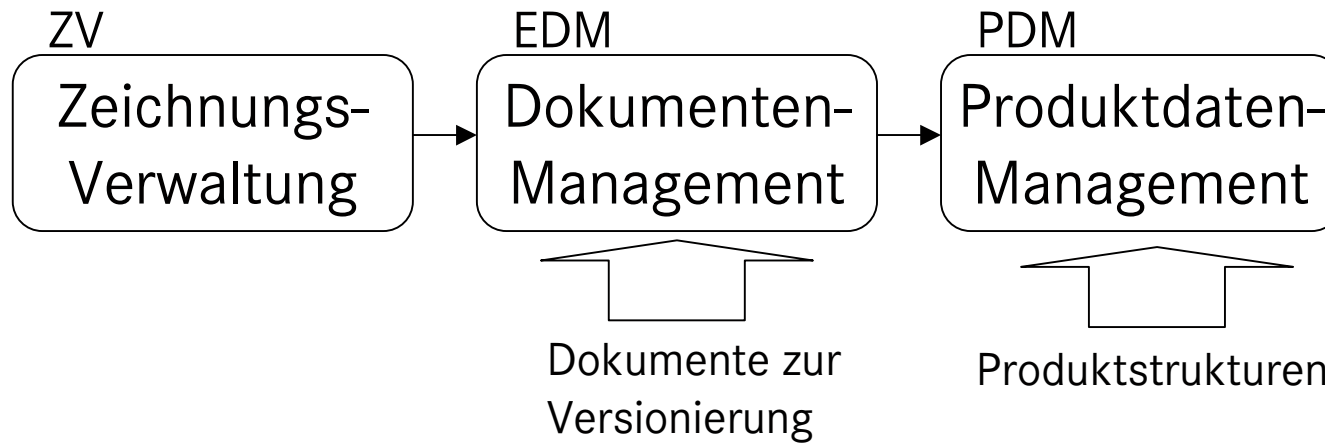 ZV
Zeichnungs-
Verwaltung
EDM
Dokumenten-
Management
PDM
Produktdaten-
Management
Dokumente zur
Versionierung
Produktstrukturen